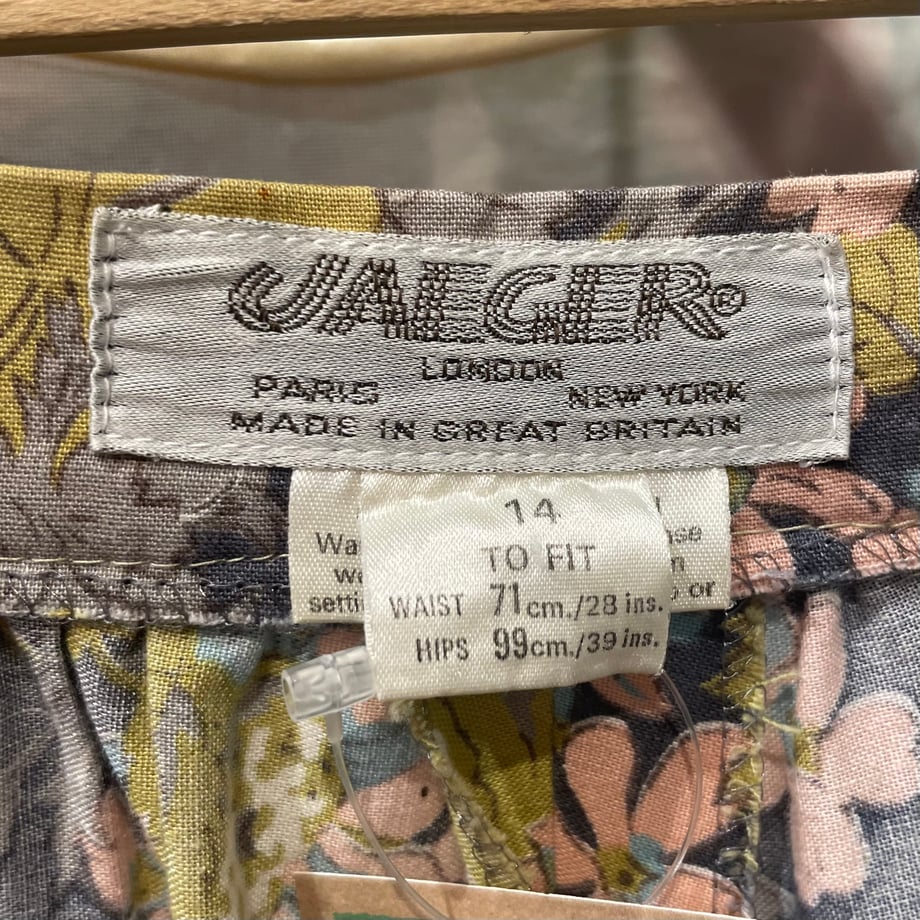 JAEGER®
LONDON
PARIS NEW YORK
MADE IN GREAT BRITAIN
14
TO FIT
WAIST 71cm./28 ins.
HIPS 99cm./39 ins.
or